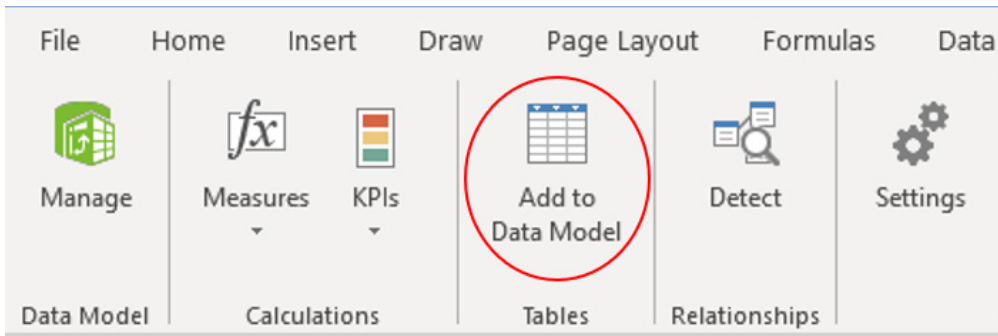 File Home Insert Draw Page Layout Formulas Data
fx
Manage Measures KPIs Add to Data Model Detect Settings
Data Model Calculations Tables Relationships